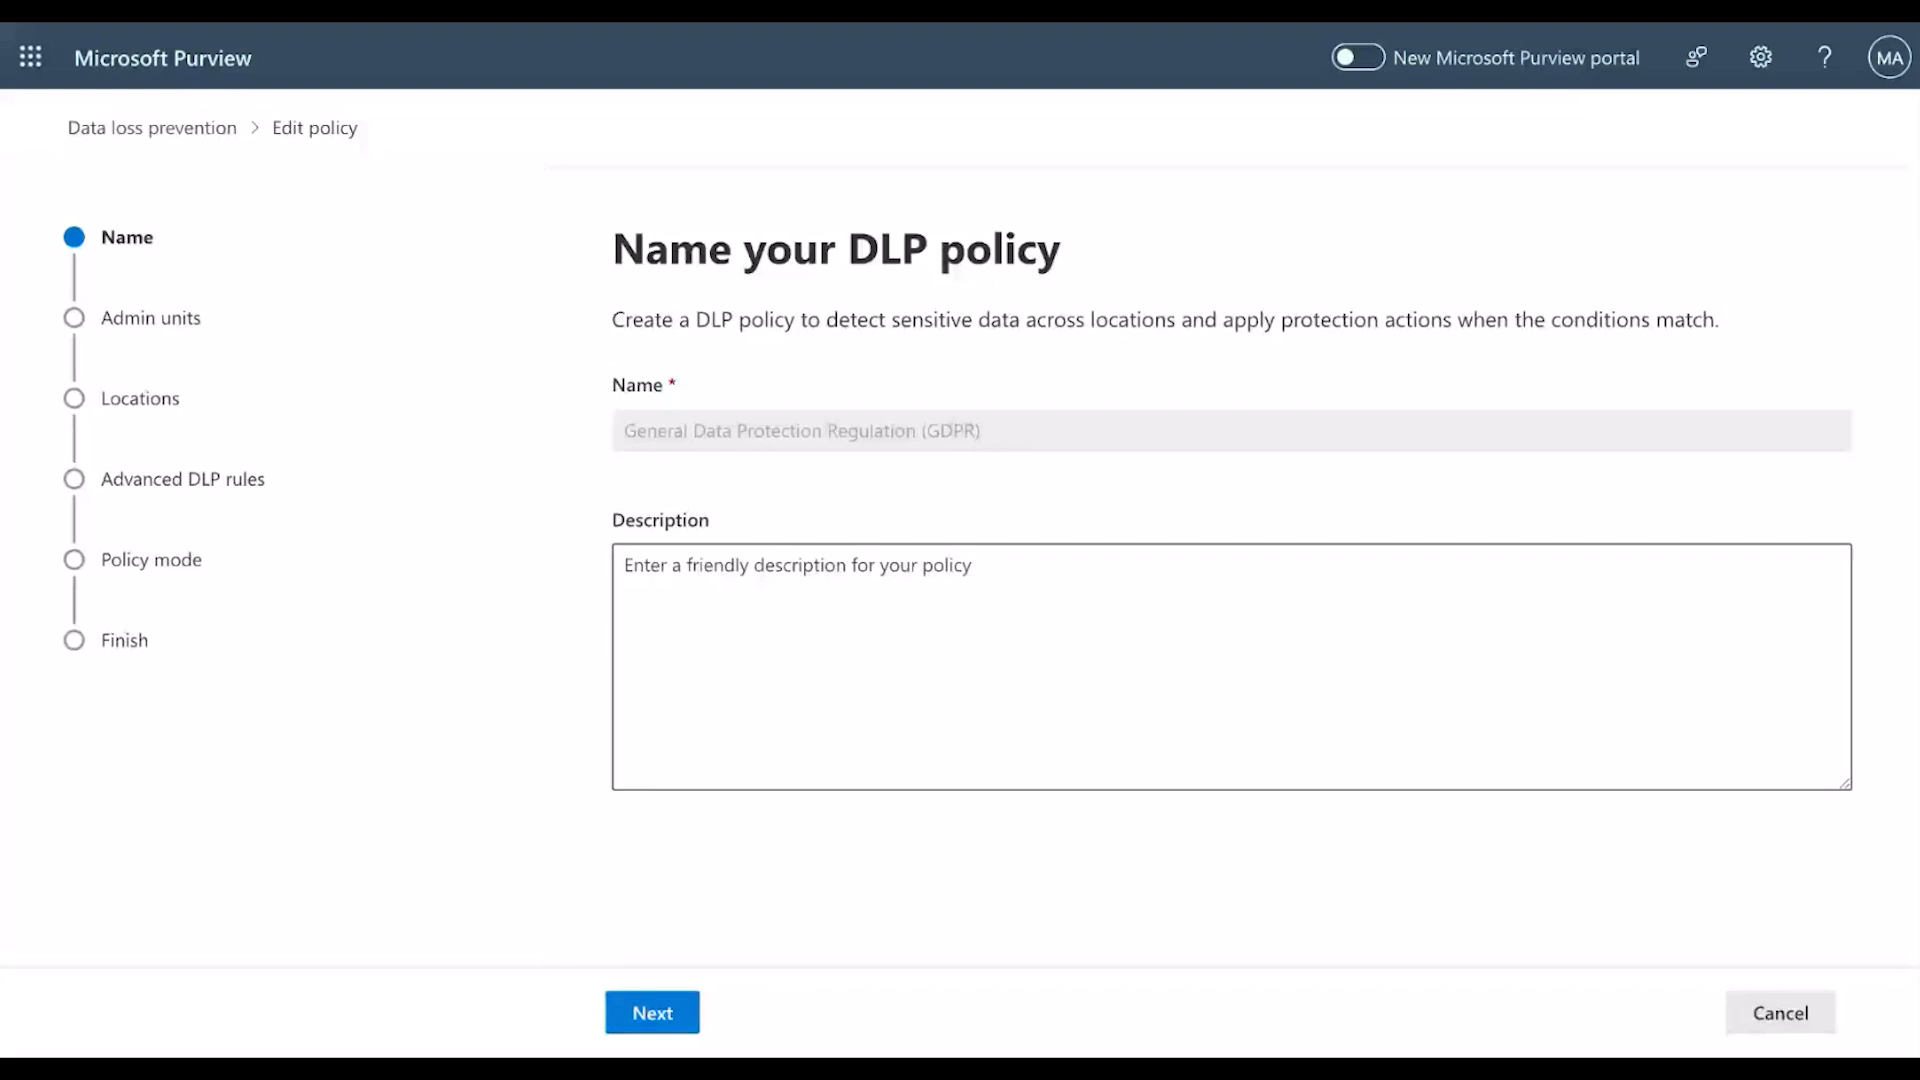 Microsoft Purview
New Microsoft Purview portal
?
MA
Data loss prevention > Edit policy
Name
Admin units
Locations
Advanced DLP rules
Policy mode
Finish
Name your DLP policy
Create a DLP policy to detect sensitive data across locations and apply protection actions when the conditions match.
Name *
General Data Protection Regulation (GDPR)
Description
Enter a friendly description for your policy
Next
Cancel